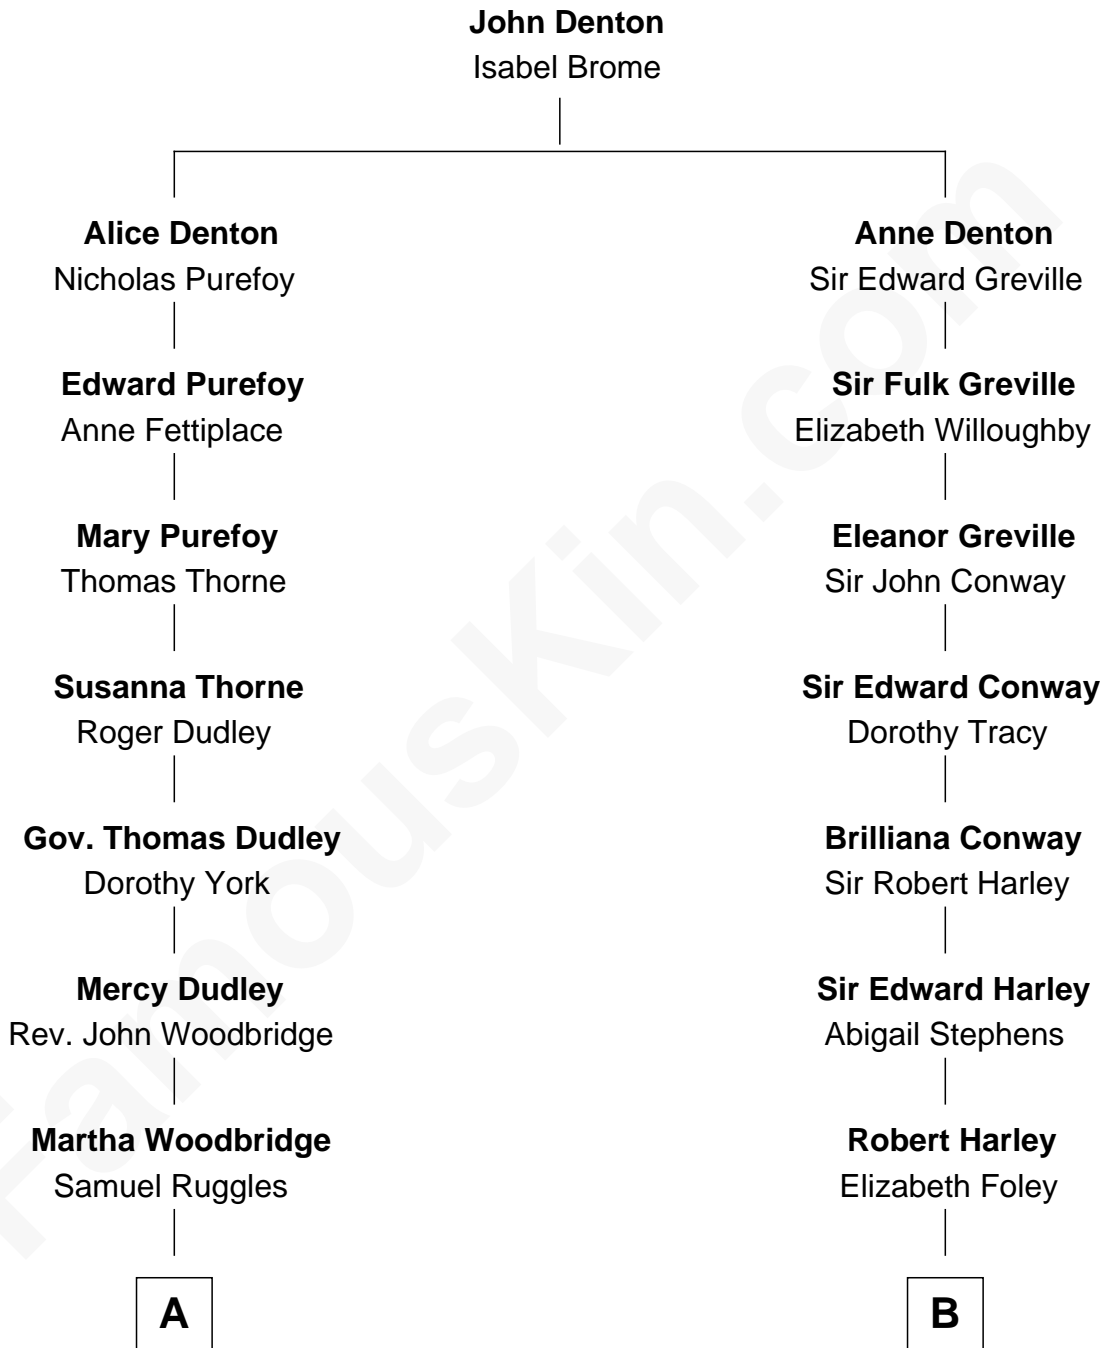 John Denton
Isabel Brome
Alice Denton
Nicholas Purefoy
Anne Denton
Sir Edward Greville
Edward Purefoy
Anne Fettiplace
Sir Fulk Greville
Elizabeth Willoughby
Mary Purefoy
Thomas Thorne
Eleanor Greville
Sir John Conway
Susanna Thorne
Roger Dudley
Sir Edward Conway
Dorothy Tracy
Gov. Thomas Dudley
Dorothy York
Brilliana Conway
Sir Robert Harley
Mercy Dudley
Rev. John Woodbridge
Sir Edward Harley
Abigail Stephens
Martha Woodbridge
Samuel Ruggles
Robert Harley
Elizabeth Foley
A
B
FamousKin.com